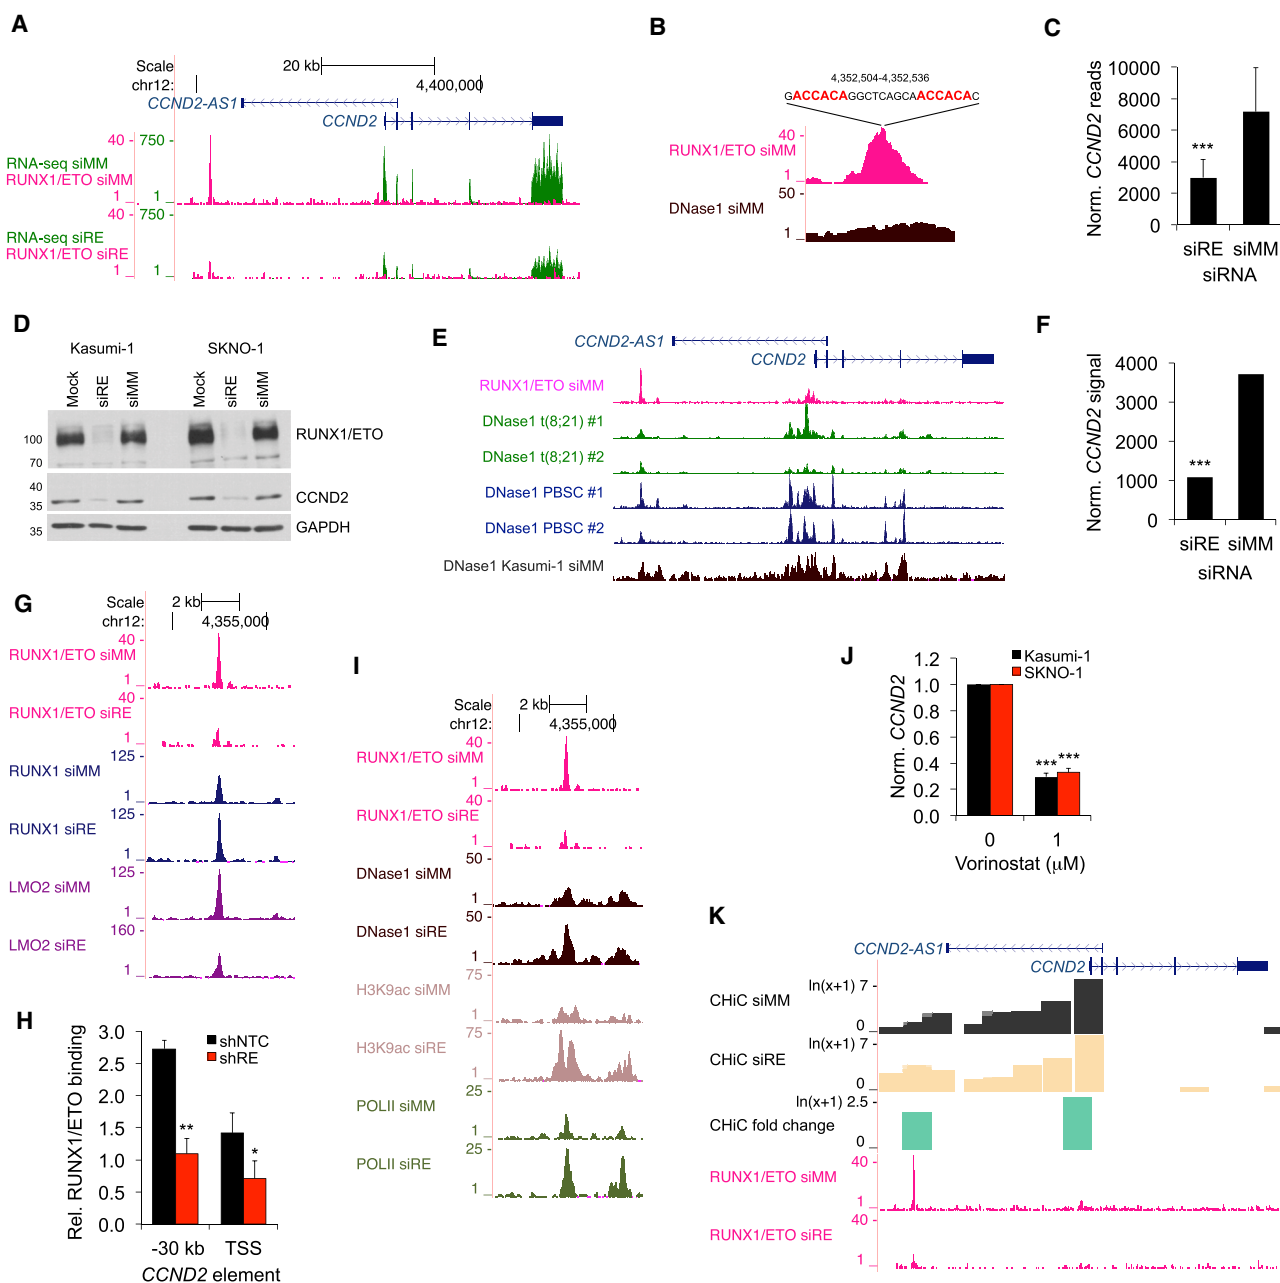 A
Scale
20 kb
chr12:
4,400,000
CCND2-AS1
CCND2
40 -
750 -
RNA-seq siMM
RUNX1/ETO siMM
1
1
40 -
750 -
RNA-seq siRE
RUNX1/ETO siRE
1
1
B
4,352,504-4,352,536
GACCACAGGCTCAGCAACCACAC
40 -
RUNX1/ETO siMM
1
50 -
DNase1 siMM
1
C
Norm. CCND2 reads
10000
8000
6000
4000
2000
0
***
siRE siMM
siRNA
D
Kasumi-1 SKNO-1
Mock siRE siMM Mock siRE siMM
100
70
RUNX1/ETO
40
35
CCND2
35
GAPDH
E
CCND2-AS1
CCND2
RUNX1/ETO siMM
DNase1 t(8;21) #1
DNase1 t(8;21) #2
DNase1 PBSC #1
DNase1 PBSC #2
DNase1 Kasumi-1 siMM
F
Norm. CCND2 signal
4000
3000
2000
1000
0
***
siRE siMM
siRNA
G
Scale
2 kb
chr12:
4,355,000
40 -
RUNX1/ETO siMM
1
40 -
RUNX1/ETO siRE
1
125 -
RUNX1 siMM
1
125 -
RUNX1 siRE
1
125 -
LMO2 siMM
1
160 -
LMO2 siRE
1
H
Rel. RUNX1/ETO binding
3.0
2.5
2.0
1.5
1.0
0.5
0.0
shNTC
shRE
**
*
-30 kb TSS
CCND2 element
I
Scale
2 kb
chr12:
4,355,000
40 -
RUNX1/ETO siMM
1
40 -
RUNX1/ETO siRE
1
50 -
DNase1 siMM
1
50 -
DNase1 siRE
1
75 -
H3K9ac siMM
1
75 -
H3K9ac siRE
1
25 -
POLII siMM
1
25 -
POLII siRE
1
J
Norm. CCND2
1.2
1.0
0.8
0.6
0.4
0.2
0.0
Kasumi-1
SKNO-1
*** ***
0 1
Vorinostat (µM)
K
CCND2-AS1
CCND2
ln(x+1) 7 -
CHiC siMM
0
ln(x+1) 7 -
CHiC siRE
0
ln(x+1) 2.5
CHiC fold change
0
40 -
RUNX1/ETO siMM
1
40 -
RUNX1/ETO siRE
1